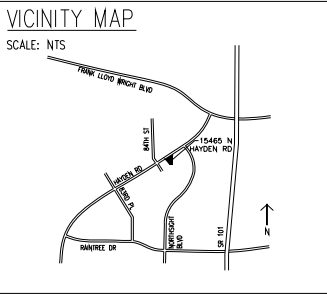 VICINITY MAP
SCALE: NTS
FRANK LLOYD WRIGHT BLVD
84TH ST
15465 N
HAYDEN RD
HAYDEN RD
83RD PL
RAINTREE DR
NORTHSIGHT
BLVD
SR 101
N